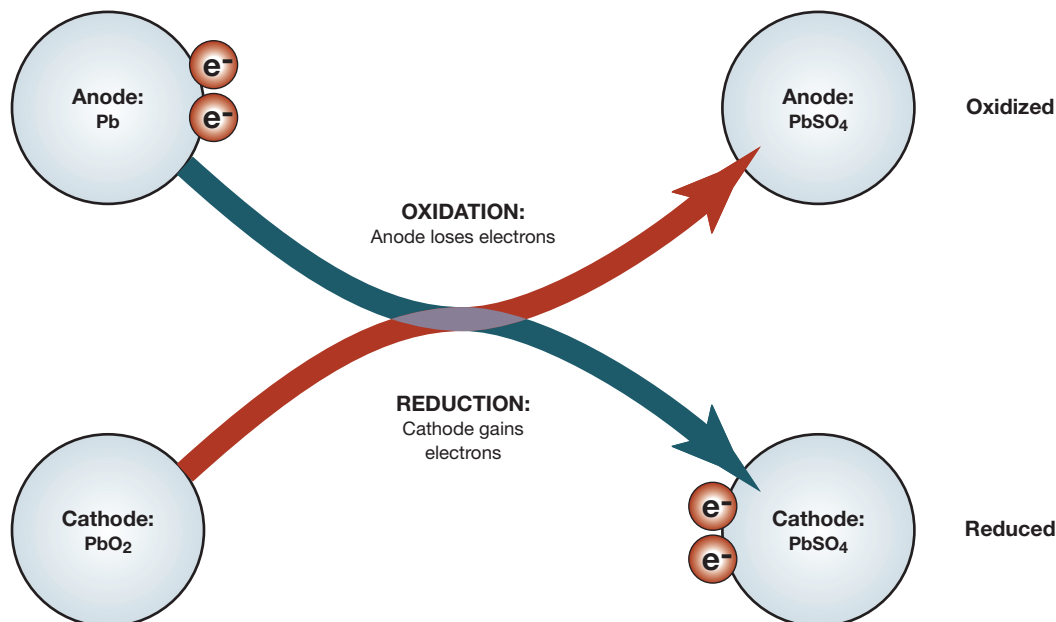 Anode:
Pb
e-
e-
Anode:
PbSO4
Oxidized
OXIDATION:
Anode loses electrons
REDUCTION:
Cathode gains
electrons
Cathode:
PbO2
e-
e-
Cathode:
PbSO4
Reduced